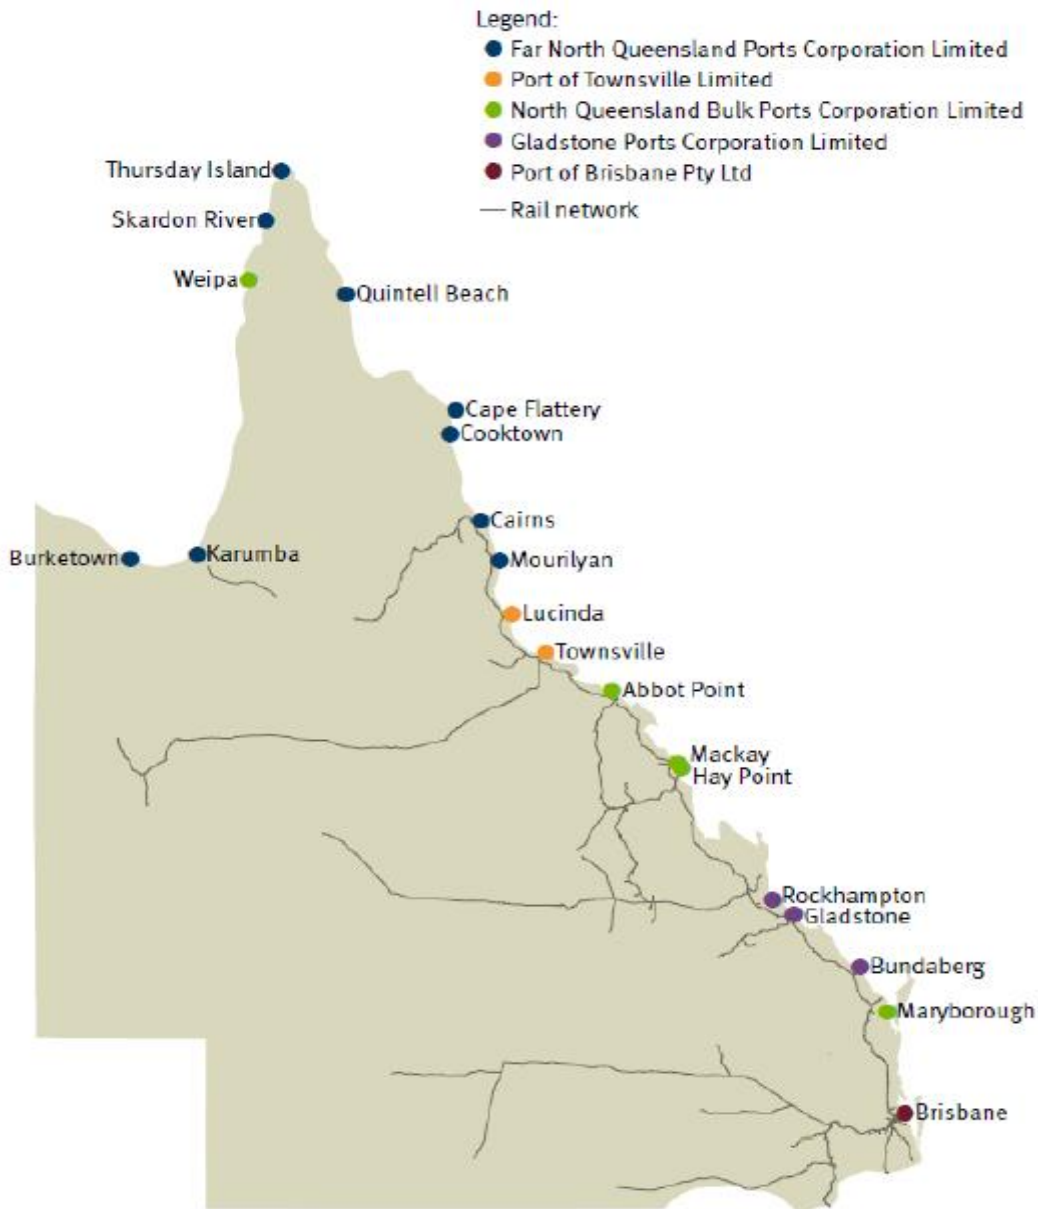 Legend:
Far North Queensland Ports Corporation Limited
Port of Townsville Limited
North Queensland Bulk Ports Corporation Limited
Gladstone Ports Corporation Limited
Port of Brisbane Pty Ltd
Rail network
Thursday Island
Skardon River
Weipa
Quintell Beach
Cape Flattery
Cooktown
Cairns
Burketown
Karumba
Mourilyan
Lucinda
Townsville
Abbot Point
Mackay
Hay Point
Rockhampton
Gladstone
Bundaberg
Maryborough
Brisbane